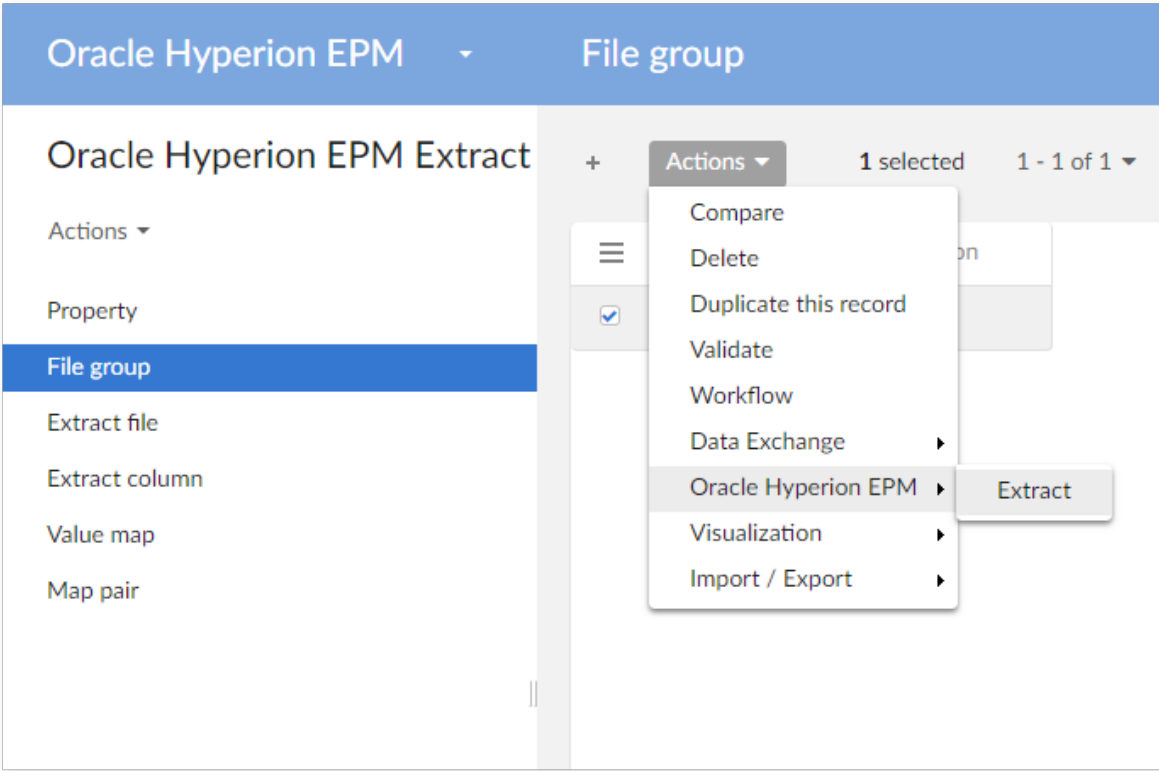 Oracle Hyperion EPM
File group
Oracle Hyperion EPM Extract
Actions
Property
File group
Extract file
Extract column
Value map
Map pair
+ Actions 1 selected 1 - 1 of 1
on
Compare
Delete
Duplicate this record
Validate
Workflow
Data Exchange
Oracle Hyperion EPM
Extract
Visualization
Import / Export